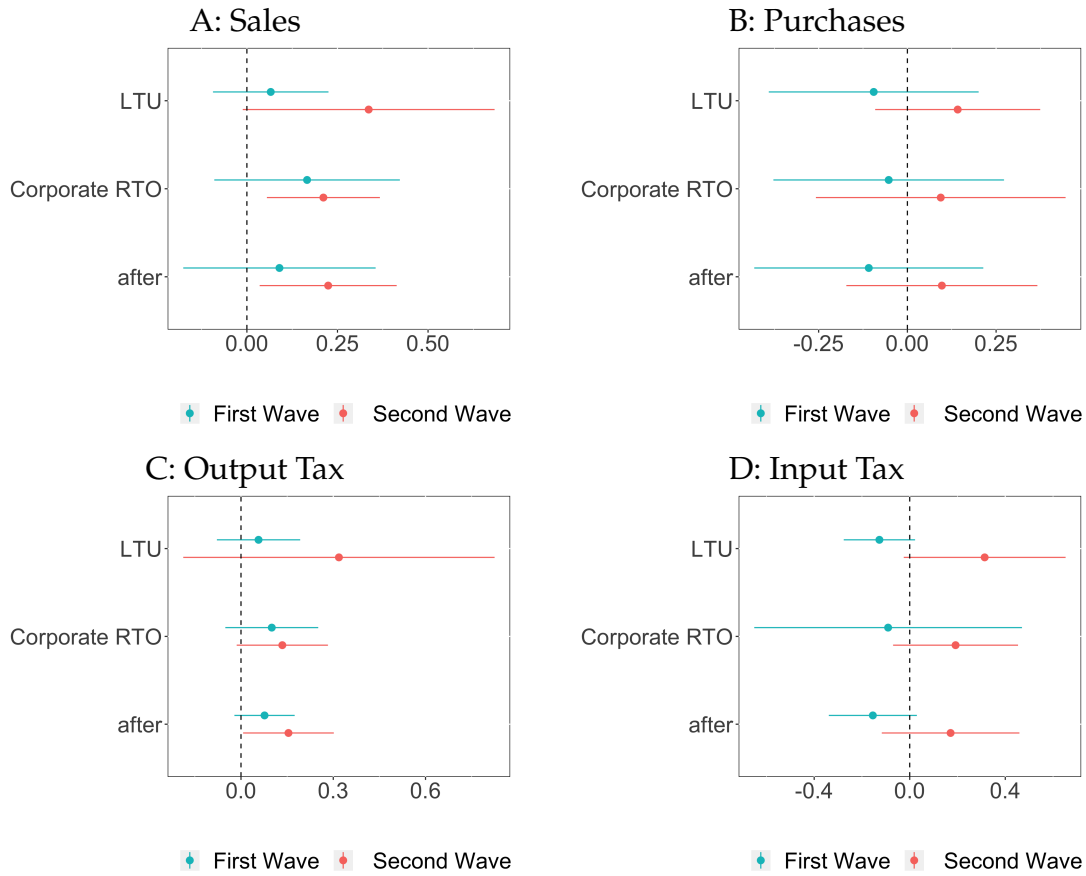 A: Sales
LTU
Corporate RTO
after
0.00 0.25 0.50
First Wave Second Wave
B: Purchases
LTU
Corporate RTO
after
-0.25 0.00 0.25
First Wave Second Wave
C: Output Tax
LTU
Corporate RTO
after
0.0 0.3 0.6
First Wave Second Wave
D: Input Tax
LTU
Corporate RTO
after
-0.4 0.0 0.4
First Wave Second Wave